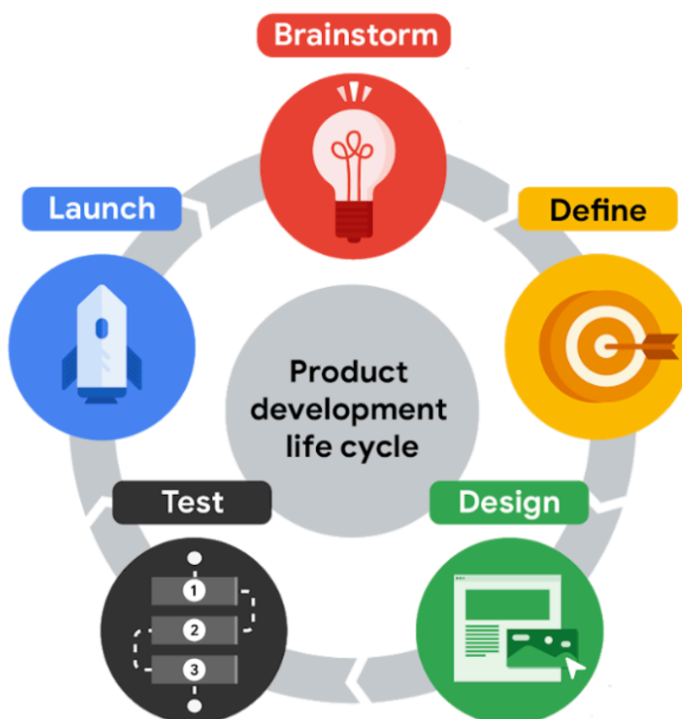 Brainstorm
Define
Design
Test
1
2
3
Launch
Product
development
life cycle